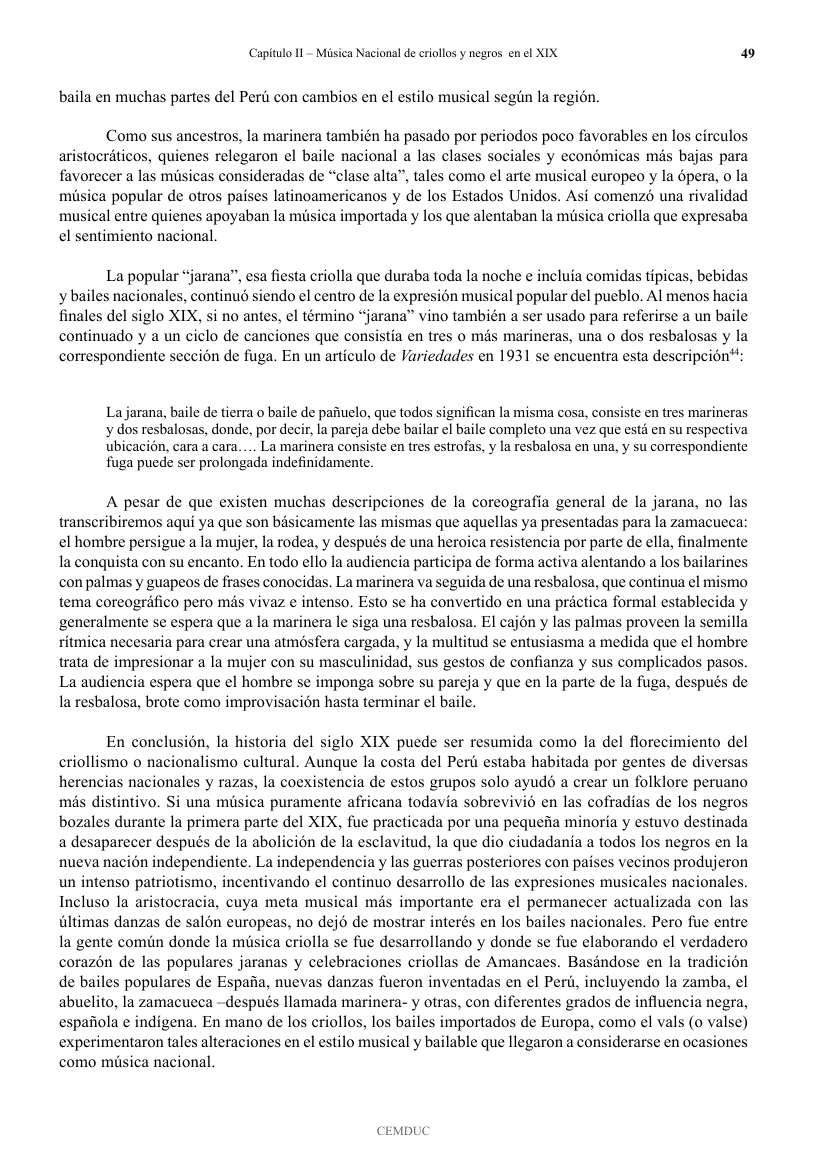 Capítulo II – Música Nacional de criollos y negros  en el XIX
49
baila en muchas partes del Perú con cambios en el estilo musical según la región.
Como sus ancestros, la marinera también ha pasado por periodos poco favorables en los círculos
aristocráticos, quienes relegaron el baile nacional a las clases sociales y económicas más bajas para
favorecer a las músicas consideradas de “clase alta”, tales como el arte musical europeo y la ópera, o la
música popular de otros países latinoamericanos y de los Estados Unidos. Así comenzó una rivalidad
musical entre quienes apoyaban la música importada y los que alentaban la música criolla que expresaba
el sentimiento nacional.
La popular “jarana”, esa fiesta criolla que duraba toda la noche e incluía comidas típicas, bebidas
y bailes nacionales, continuó siendo el centro de la expresión musical popular del pueblo. Al menos hacia
finales del siglo XIX, si no antes, el término “jarana” vino también a ser usado para referirse a un baile
continuado y a un ciclo de canciones que consistía en tres o más marineras, una o dos resbalosas y la
correspondiente sección de fuga. En un artículo de Variedades en 1931 se encuentra esta descripción44:
La jarana, baile de tierra o baile de pañuelo, que todos significan la misma cosa, consiste en tres marineras
y dos resbalosas, donde, por decir, la pareja debe bailar el baile completo una vez que está en su respectiva
ubicación, cara a cara…. La marinera consiste en tres estrofas, y la resbalosa en una, y su correspondiente
fuga puede ser prolongada indefinidamente.
A pesar de que existen muchas descripciones de la coreografía general de la jarana, no las
transcribiremos aquí ya que son básicamente las mismas que aquellas ya presentadas para la zamacueca:
el hombre persigue a la mujer, la rodea, y después de una heroica resistencia por parte de ella, finalmente
la conquista con su encanto. En todo ello la audiencia participa de forma activa alentando a los bailarines
con palmas y guapeos de frases conocidas. La marinera va seguida de una resbalosa, que continua el mismo
tema coreográfico pero más vivaz e intenso. Esto se ha convertido en una práctica formal establecida y
generalmente se espera que a la marinera le siga una resbalosa. El cajón y las palmas proveen la semilla
rítmica necesaria para crear una atmósfera cargada, y la multitud se entusiasma a medida que el hombre
trata de impresionar a la mujer con su masculinidad, sus gestos de confianza y sus complicados pasos.
La audiencia espera que el hombre se imponga sobre su pareja y que en la parte de la fuga, después de
la resbalosa, brote como improvisación hasta terminar el baile.
En conclusión, la historia del siglo XIX puede ser resumida como la del florecimiento del
criollismo o nacionalismo cultural. Aunque la costa del Perú estaba habitada por gentes de diversas
herencias nacionales y razas, la coexistencia de estos grupos solo ayudó a crear un folklore peruano
más distintivo. Si una música puramente africana todavía sobrevivió en las cofradías de los negros
bozales durante la primera parte del XIX, fue practicada por una pequeña minoría y estuvo destinada
a desaparecer después de la abolición de la esclavitud, la que dio ciudadanía a todos los negros en la
nueva nación independiente. La independencia y las guerras posteriores con países vecinos produjeron
un intenso patriotismo, incentivando el continuo desarrollo de las expresiones musicales nacionales.
Incluso la aristocracia, cuya meta musical más importante era el permanecer actualizada con las
últimas danzas de salón europeas, no dejó de mostrar interés en los bailes nacionales. Pero fue entre
la gente común donde la música criolla se fue desarrollando y donde se fue elaborando el verdadero
corazón de las populares jaranas y celebraciones criollas de Amancaes. Basándose en la tradición
de bailes populares de España, nuevas danzas fueron inventadas en el Perú, incluyendo la zamba, el
abuelito, la zamacueca –después llamada marinera- y otras, con diferentes grados de influencia negra,
española e indígena. En mano de los criollos, los bailes importados de Europa, como el vals (o valse)
experimentaron tales alteraciones en el estilo musical y bailable que llegaron a considerarse en ocasiones
como música nacional.
CEMDUC